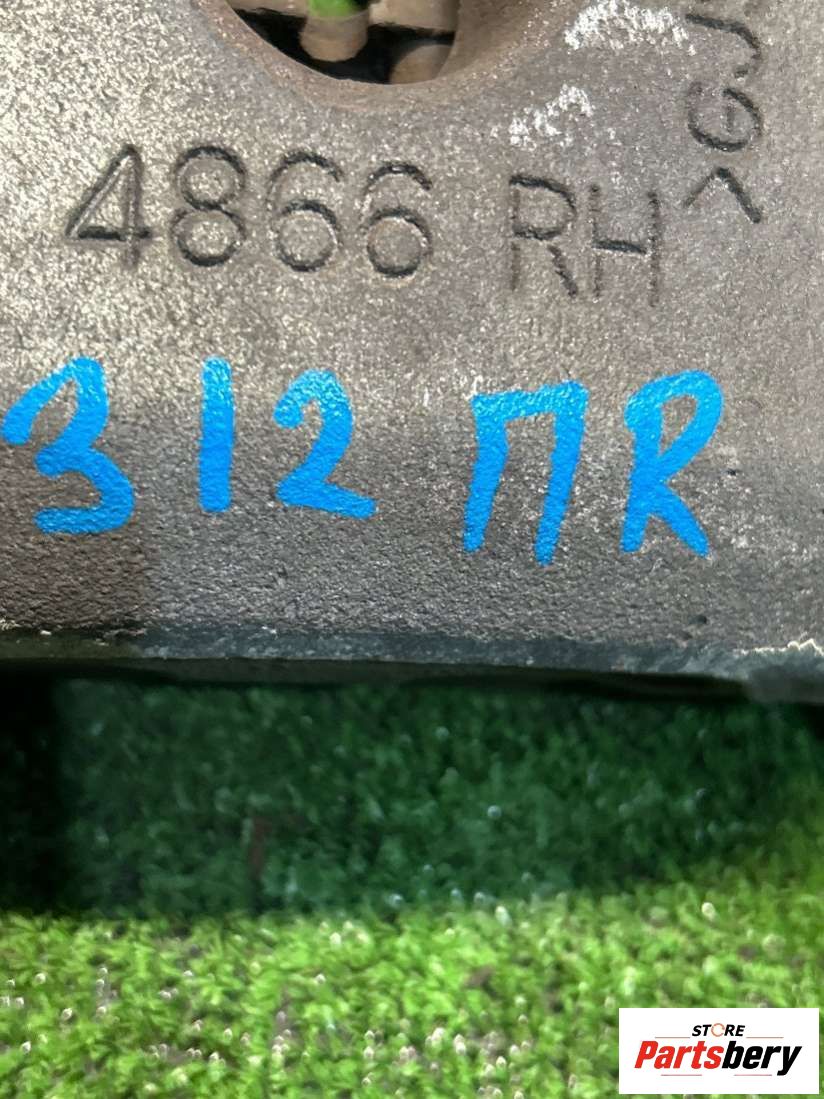 4866 RH
312 ПR
STORE
Partsbery